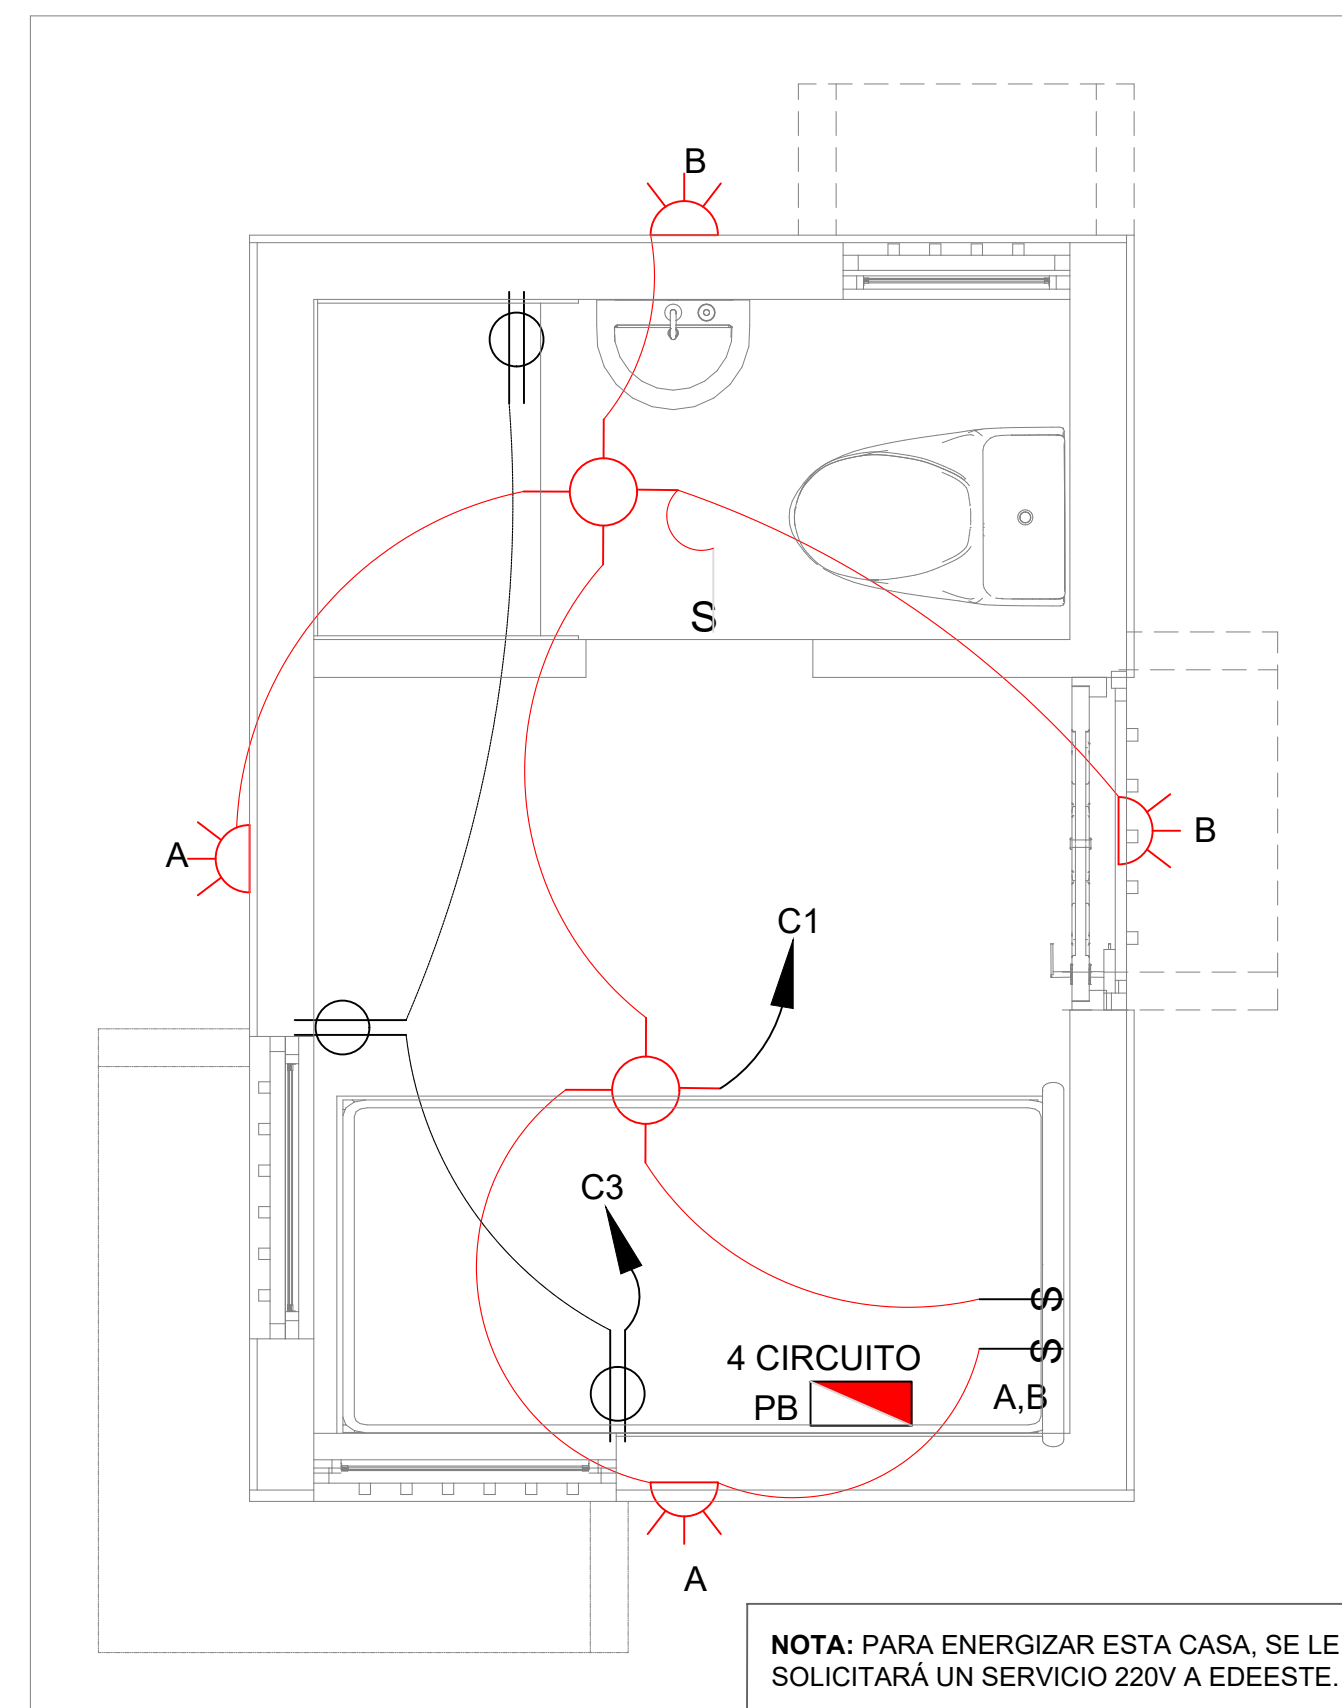 B
S
A
B
C1
C3
S
S
4 CIRCUITO
PB
A,B
A
NOTA: PARA ENERGIZAR ESTA CASA, SE LE
SOLICITARÁ UN SERVICIO 220V A EDEESTE.